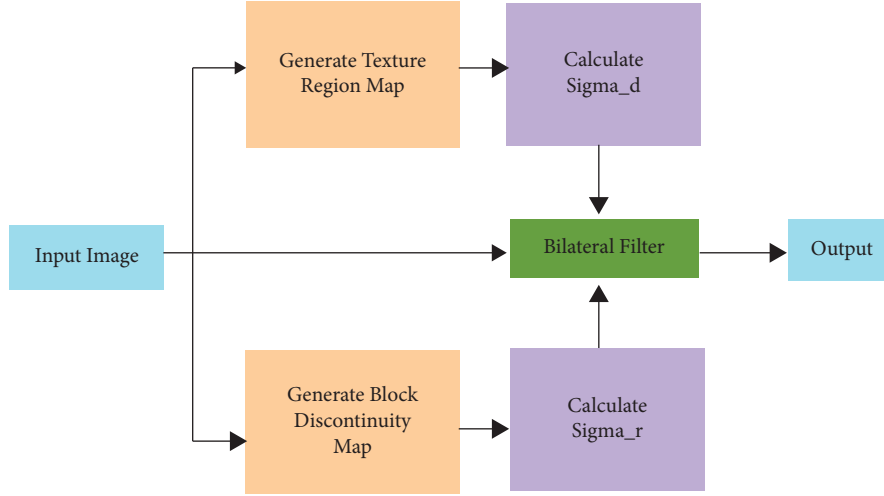 Generate Texture
Region Map
Calculate
Sigma_d
Input Image
Bilateral Filter
Output
Generate Block
Discontinuity
Map
Calculate
Sigma_r